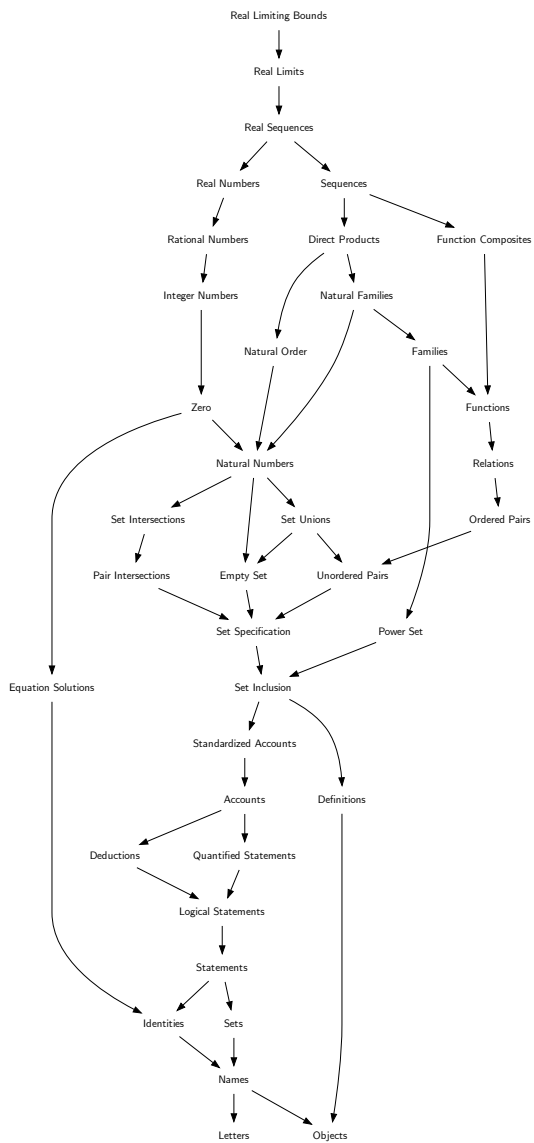 Real Limiting Bounds
Real Limits
Real Sequences
Real Numbers
Sequences
Rational Numbers
Direct Products
Function Composites
Integer Numbers
Natural Families
Natural Order
Families
Zero
Functions
Natural Numbers
Relations
Set Intersections
Set Unions
Ordered Pairs
Pair Intersections
Empty Set
Unordered Pairs
Set Specification
Power Set
Equation Solutions
Set Inclusion
Standardized Accounts
Accounts
Definitions
Deductions
Quantified Statements
Logical Statements
Statements
Identities
Sets
Names
Letters
Objects